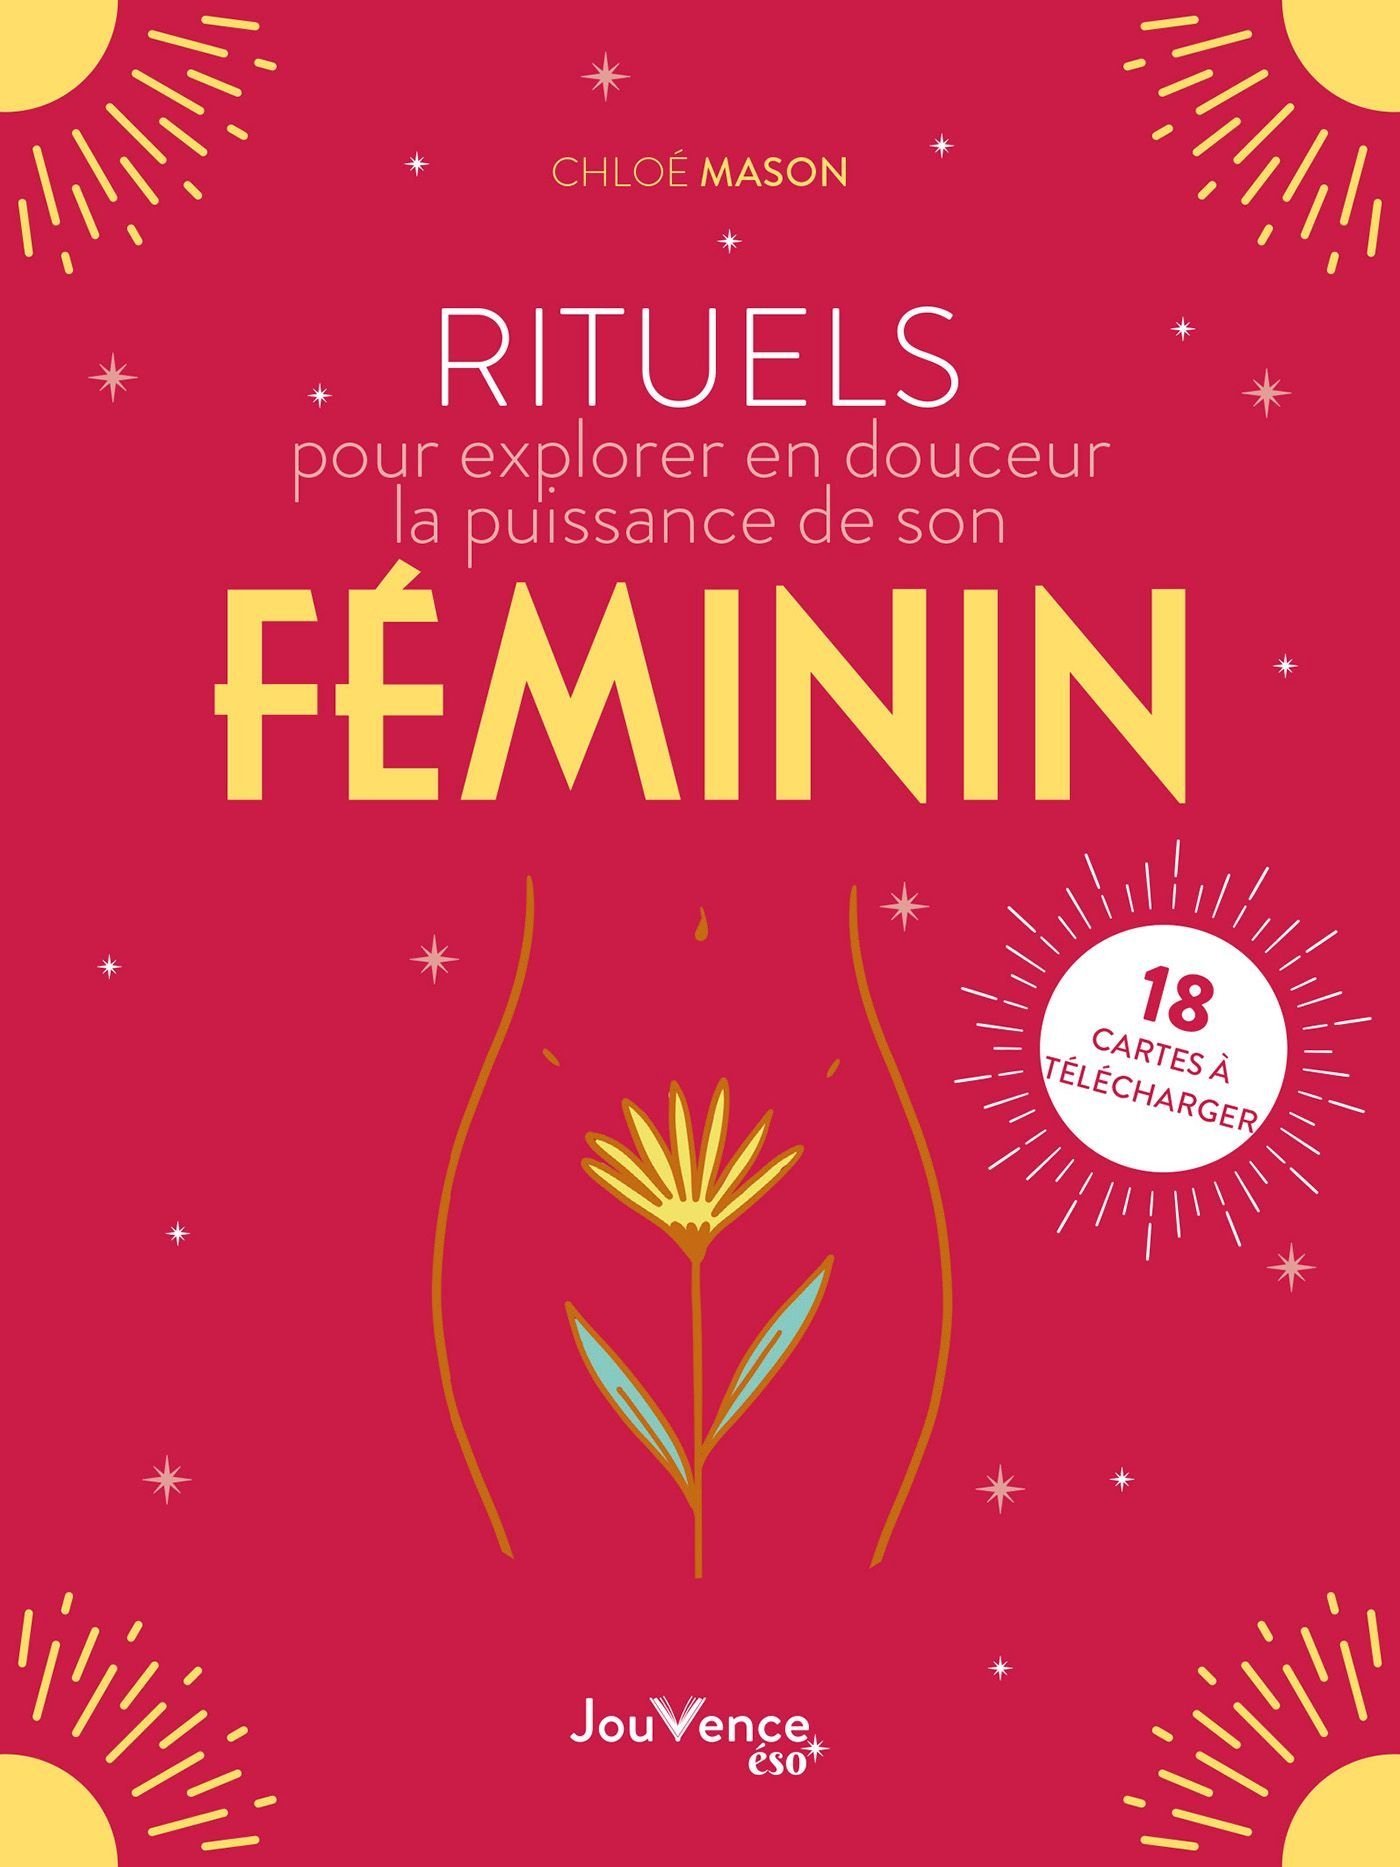 CHLOÉ MASON
RITUELS
pour explorer en douceur
la puissance de son
FÉMININ
18
CARTES À
TÉLÉCHARGER
JouVence
éso